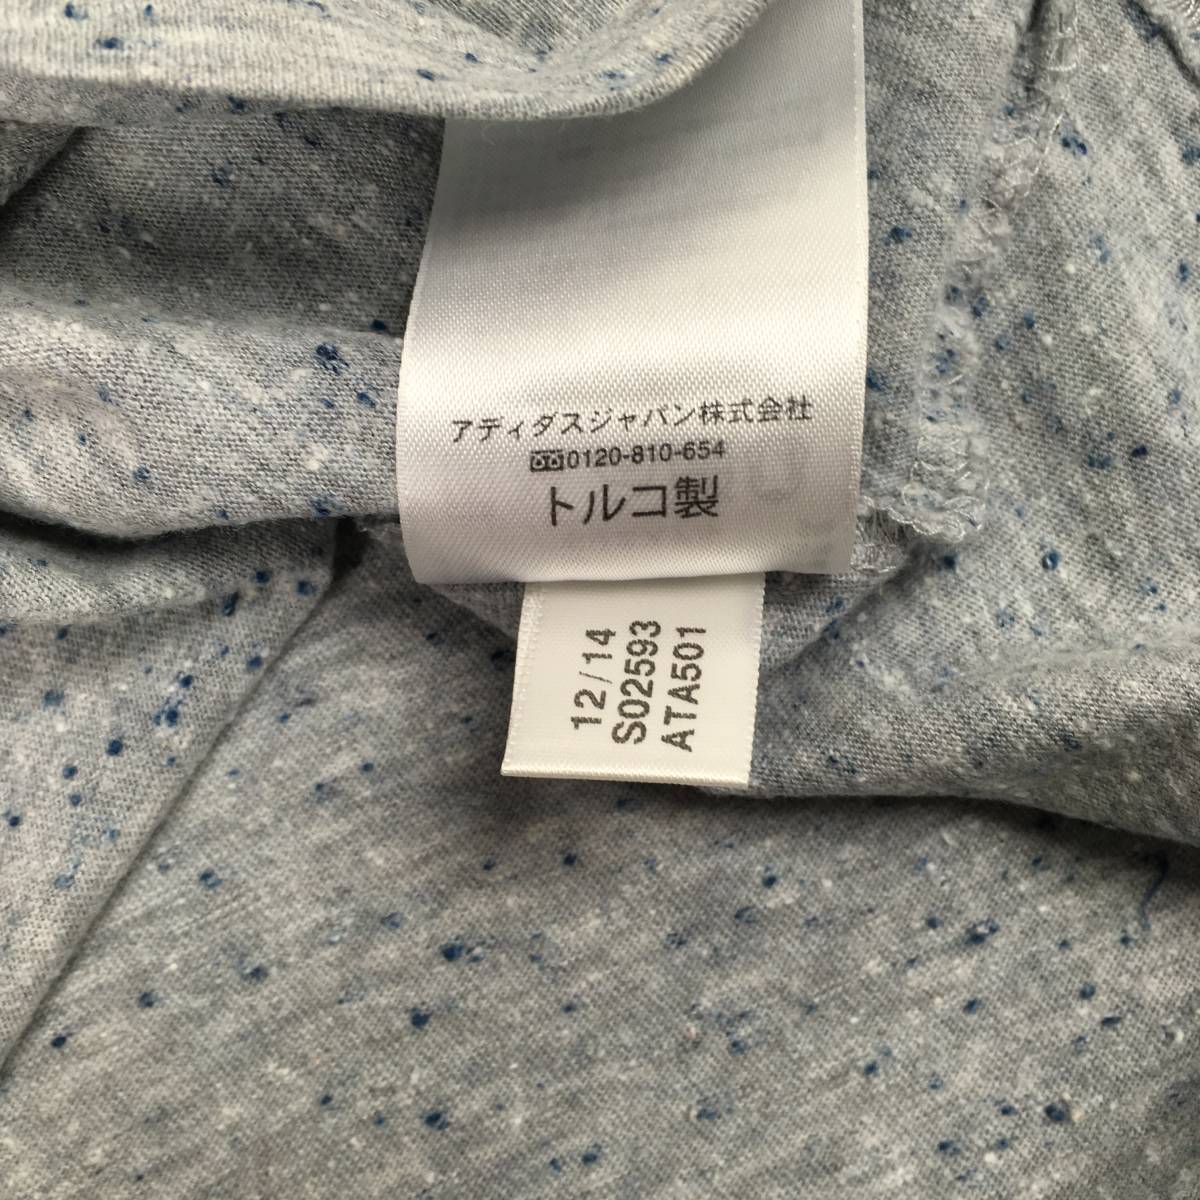 アディダスジャパン株式会社
0120-810-654
トルコ製
12/14
S02593
ATA501